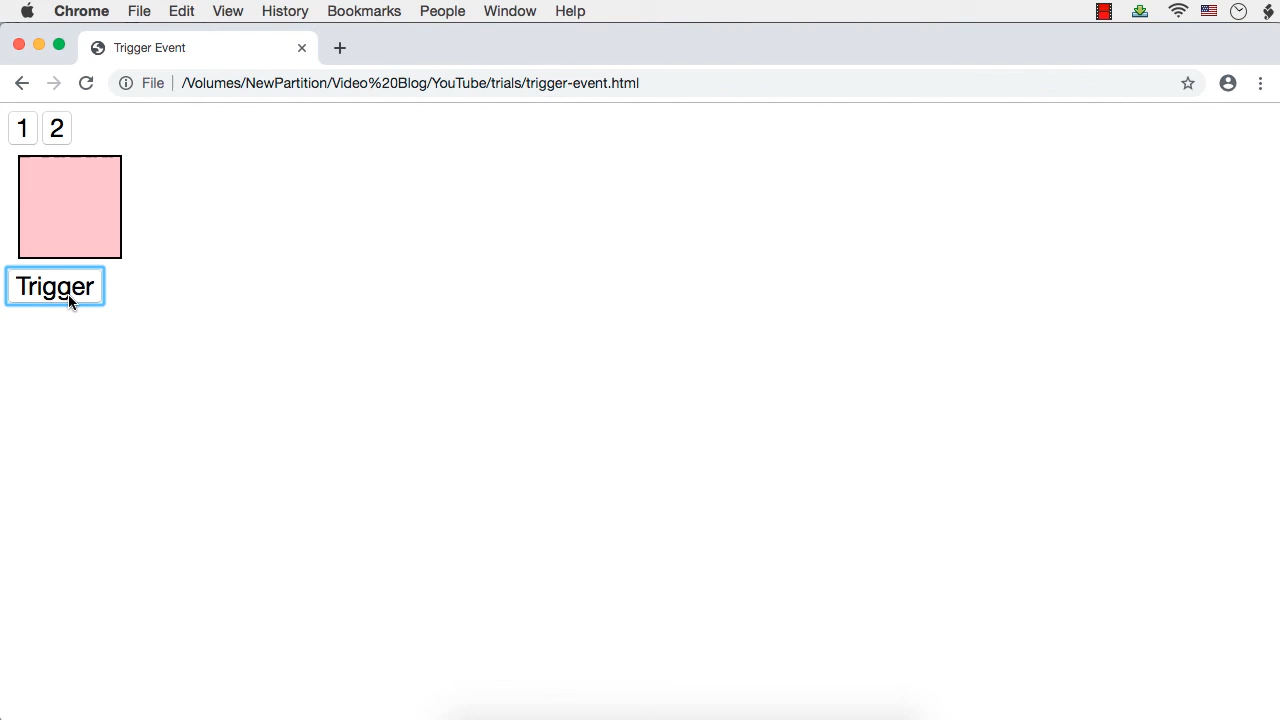 Chrome File Edit View History Bookmarks People Window Help
Trigger Event
File /Volumes/NewPartition/Video%20Blog/YouTube/trials/trigger-event.html
1 2
Trigger